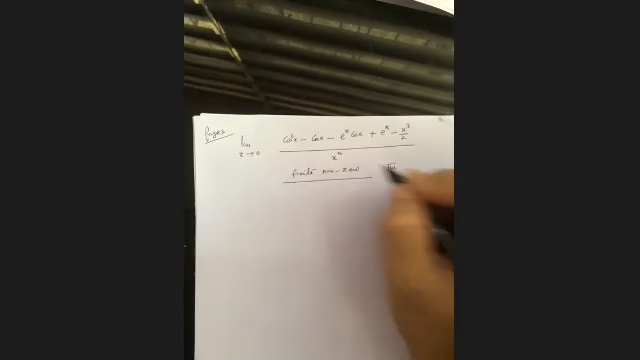 lim x→0 cos²x − cos x − eˣ cos x + eˣ − x³/2
xⁿ
finite non-zero